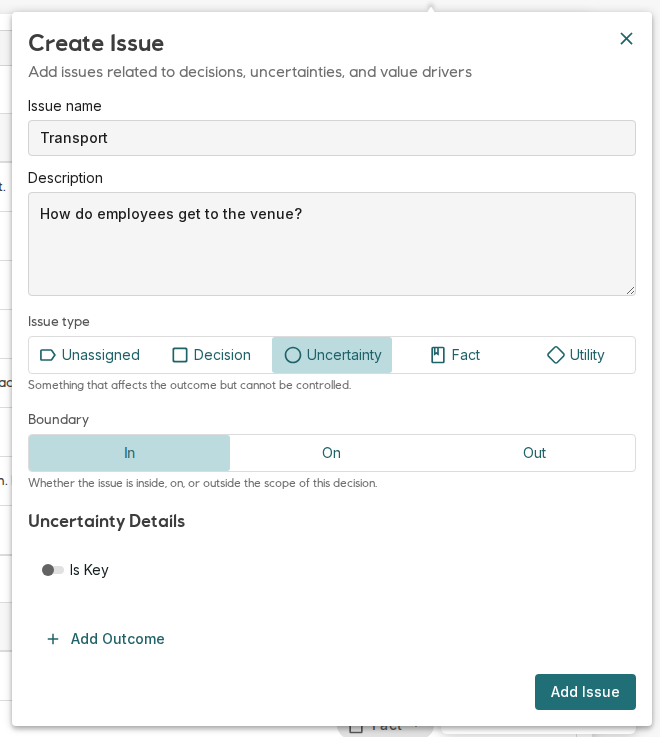 Create Issue
Add issues related to decisions, uncertainties, and value drivers
Issue name
Transport
Description
How do employees get to the venue?
Issue type
Unassigned Decision Uncertainty Fact Utility
Something that affects the outcome but cannot be controlled.
Boundary
In On Out
Whether the issue is inside, on, or outside the scope of this decision.
Uncertainty Details
Is Key
+ Add Outcome
Add Issue
Fact